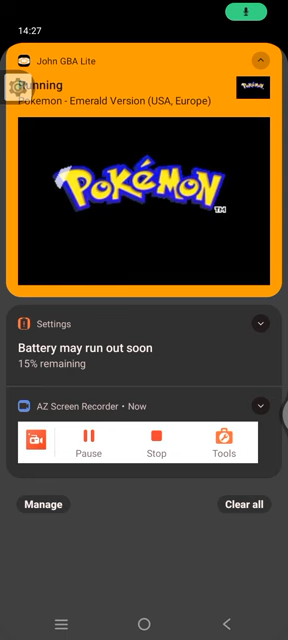 14:27
John GBA Lite
Running
Pokemon - Emerald Version (USA, Europe)
POKéMON
TM
Settings
Battery may run out soon
15% remaining
AZ Screen Recorder • Now
Pause
Stop
Tools
Manage
Clear all